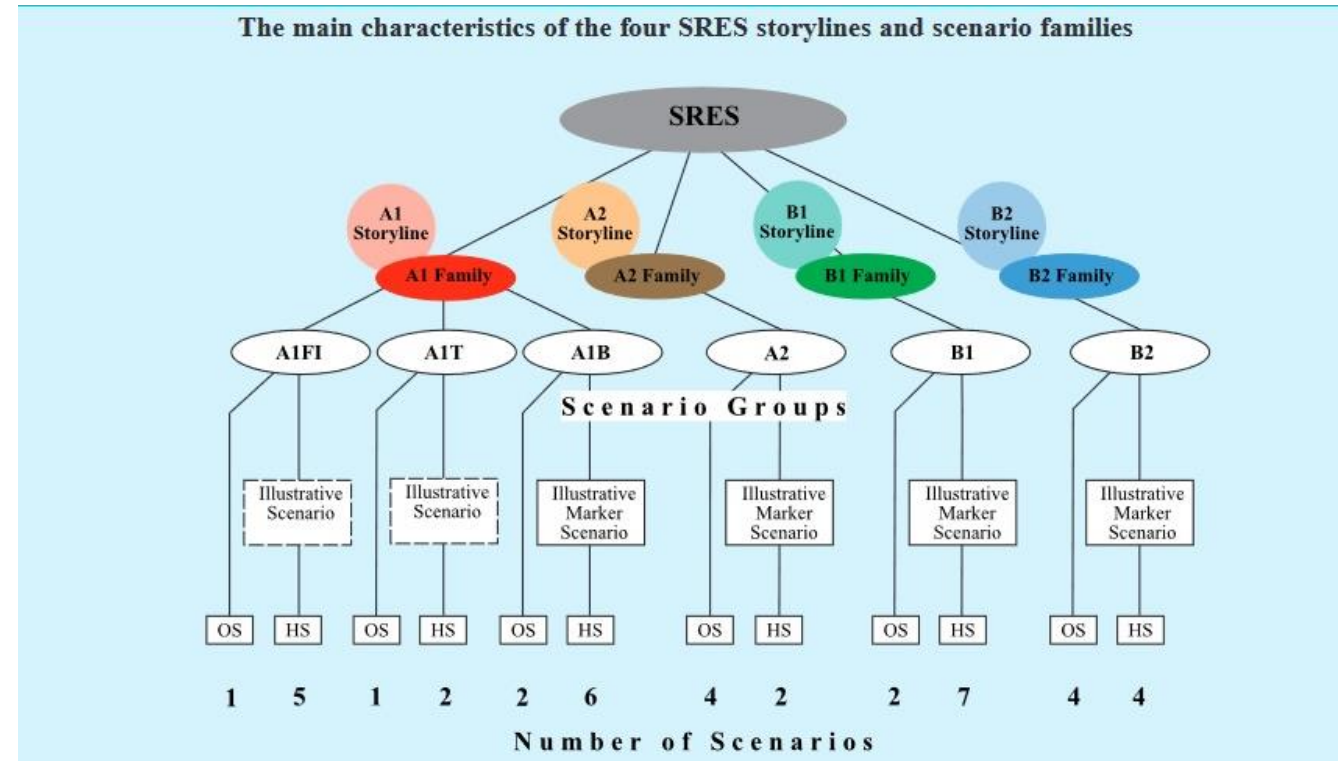 The main characteristics of the four SRES storylines and scenario families
SRES
A1
Storyline
A2
Storyline
B1
Storyline
B2
Storyline
A1 Family
A2 Family
B1 Family
B2 Family
A1FI
A1T
A1B
A2
B1
B2
Scenario Groups
Illustrative
Scenario
Illustrative
Scenario
Illustrative
Marker
Scenario
Illustrative
Marker
Scenario
Illustrative
Marker
Scenario
Illustrative
Marker
Scenario
OS HS OS HS OS HS OS HS OS HS OS HS
1 5 1 2 2 6 4 2 2 7 4 4
Number of Scenarios